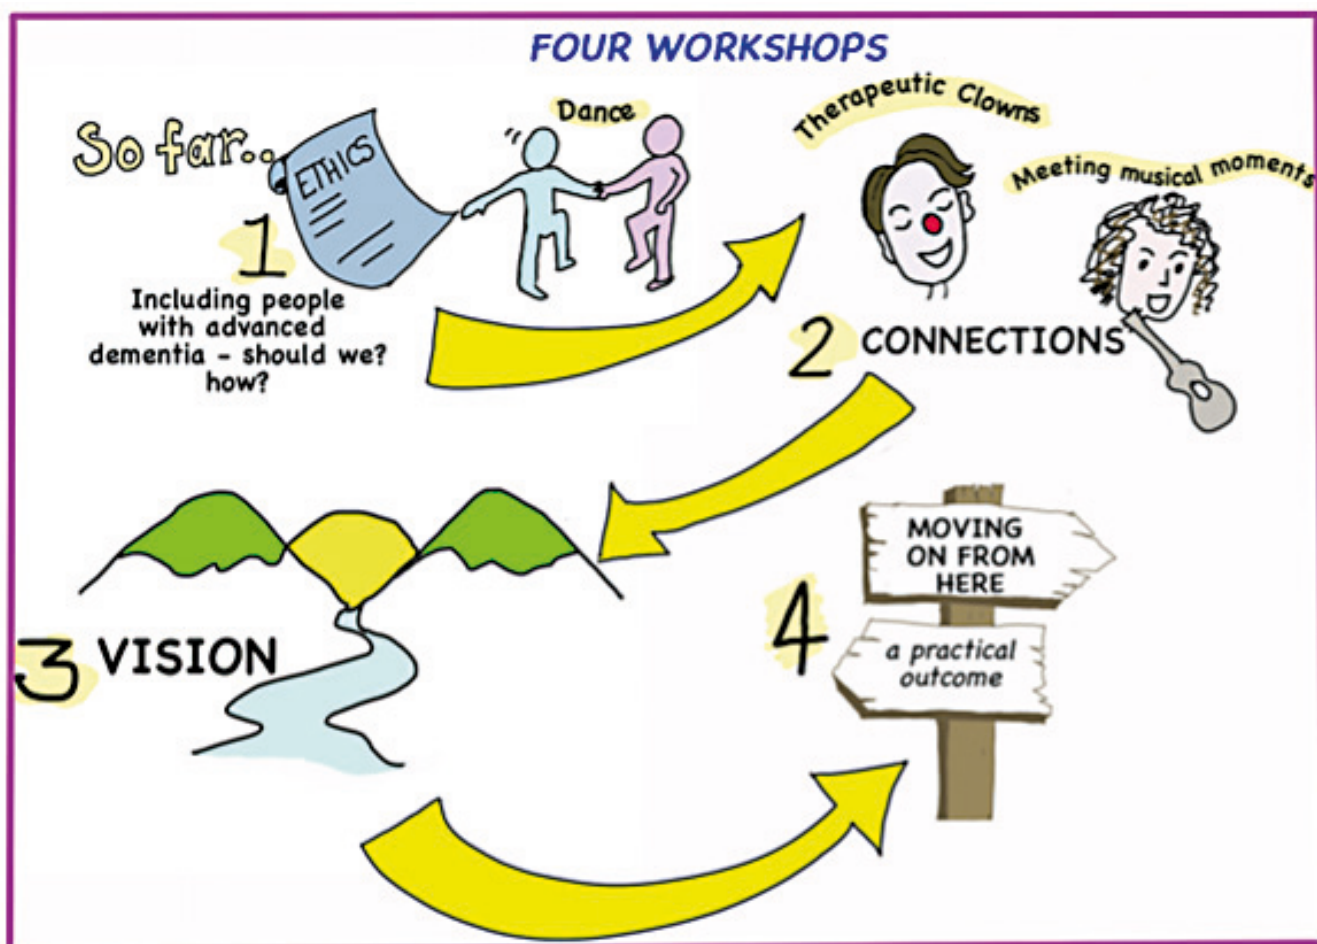 FOUR WORKSHOPS
So far..
ETHICS
Dance
1
Including people
with advanced
dementia - should we?
how?
Therapeutic Clowns
Meeting musical moments
2 CONNECTIONS
3 VISION
4
MOVING
ON FROM
HERE
a practical
outcome